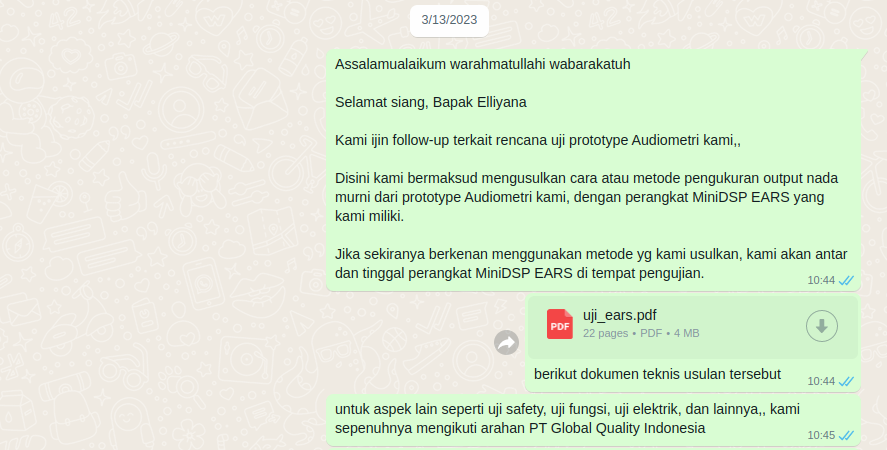 3/13/2023
Assalamualaikum warahmatullahi wabarakatuh
Selamat siang, Bapak Elliyana
Kami ijin follow-up terkait rencana uji prototype Audiometri kami,,
Disini kami bermaksud mengusulkan cara atau metode pengukuran output nada
murni dari prototype Audiometri kami, dengan perangkat MiniDSP EARS yang
kami miliki.
Jika sekiranya berkenan menggunakan metode yg kami usulkan, kami akan antar
dan tinggal perangkat MiniDSP EARS di tempat pengujian.
10:44
PDF
uji_ears.pdf
22 pages • PDF • 4 MB
berikut dokumen teknis usulan tersebut
10:44
untuk aspek lain seperti uji safety, uji fungsi, uji elektrik, dan lainnya,, kami
sepenuhnya mengikuti arahan PT Global Quality Indonesia
10:45